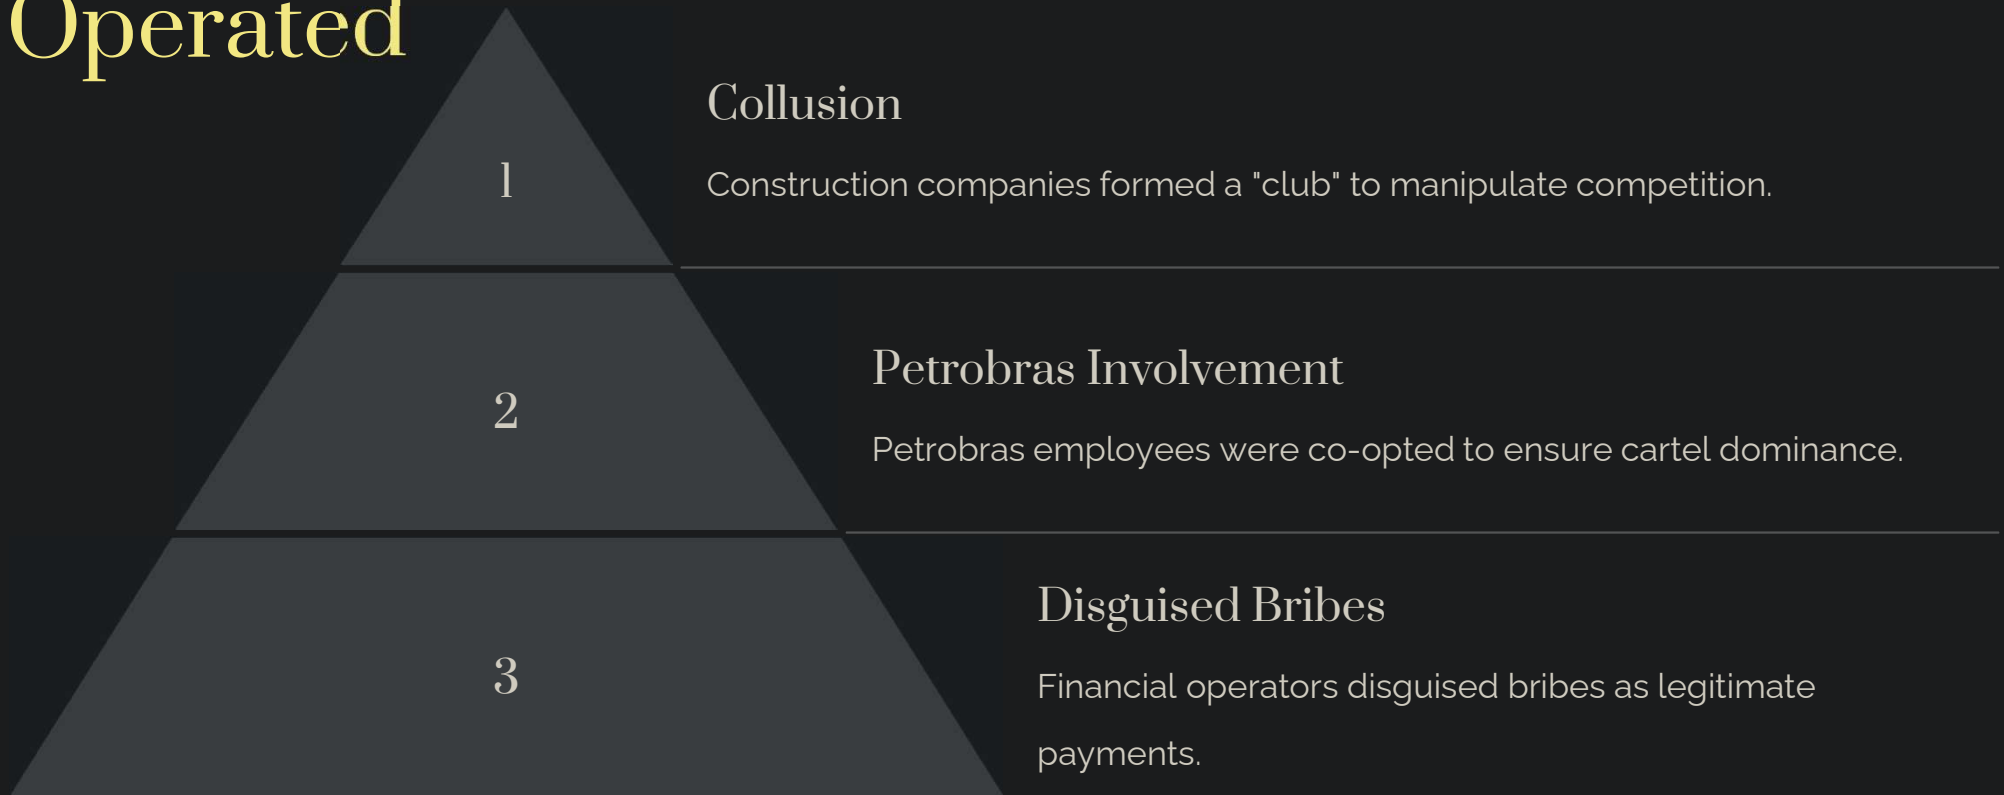 Operated
1
Collusion
Construction companies formed a "club" to manipulate competition.
2
Petrobras Involvement
Petrobras employees were co-opted to ensure cartel dominance.
3
Disguised Bribes
Financial operators disguised bribes as legitimate
payments.